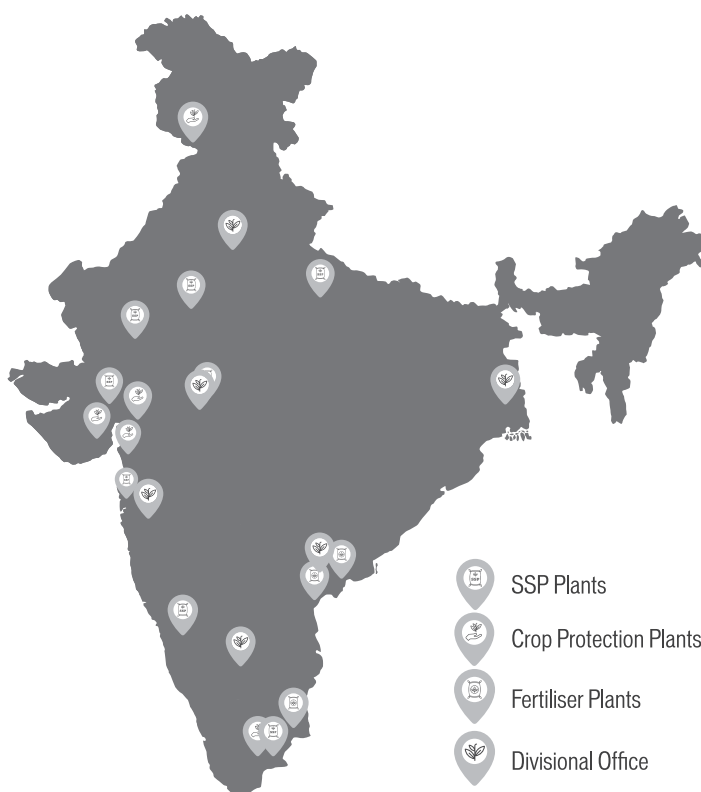 SSP Plants
Crop Protection Plants
Fertiliser Plants
Divisional Office